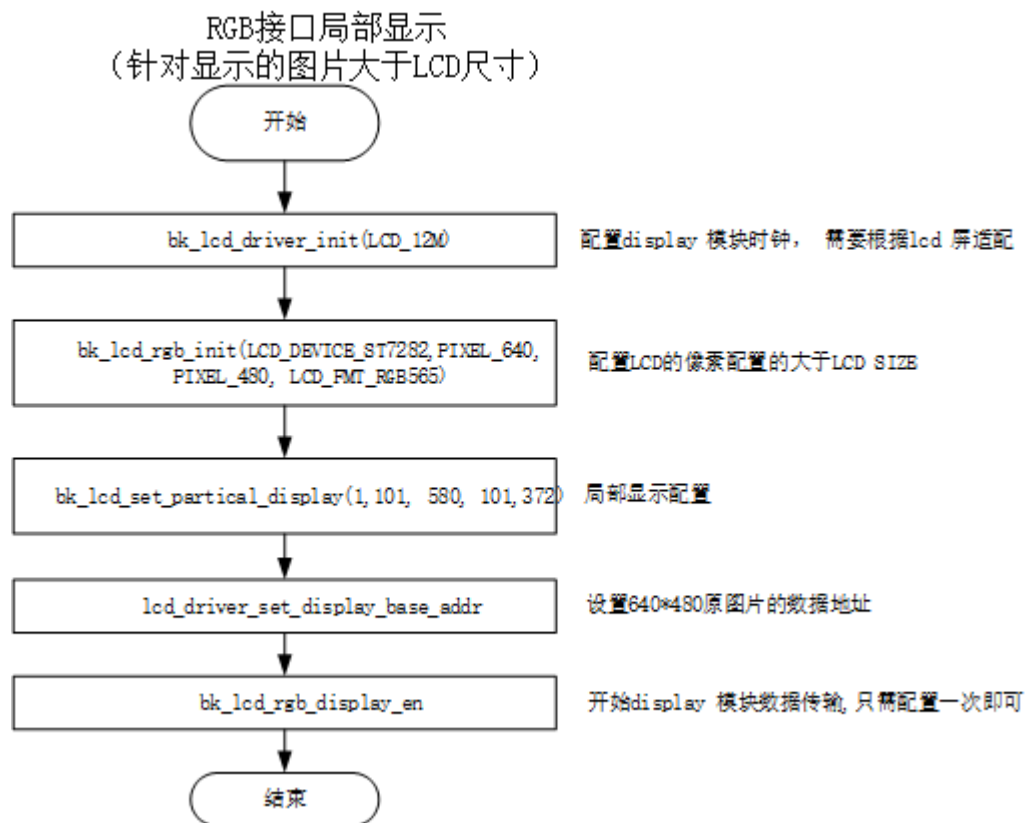 RGB接口局部显示
（针对显示的图片大于LCD尺寸）
开始
bk_lcd_driver_init(LCD_12M)
配置display 模块时钟， 需要根据lcd 屏适配
bk_lcd_rgb_init(LCD_DEVICE_ST7282,PIXEL_640,
PIXEL_480, LCD_FMT_RGB565)
配置LCD的像素配置的大于LCD SIZE
bk_lcd_set_partical_display(1,101, 580, 101,372)
局部显示配置
lcd_driver_set_display_base_addr
设置640*480原图片的数据地址
bk_lcd_rgb_display_en
开始display 模块数据传输,只需配置一次即可
结束